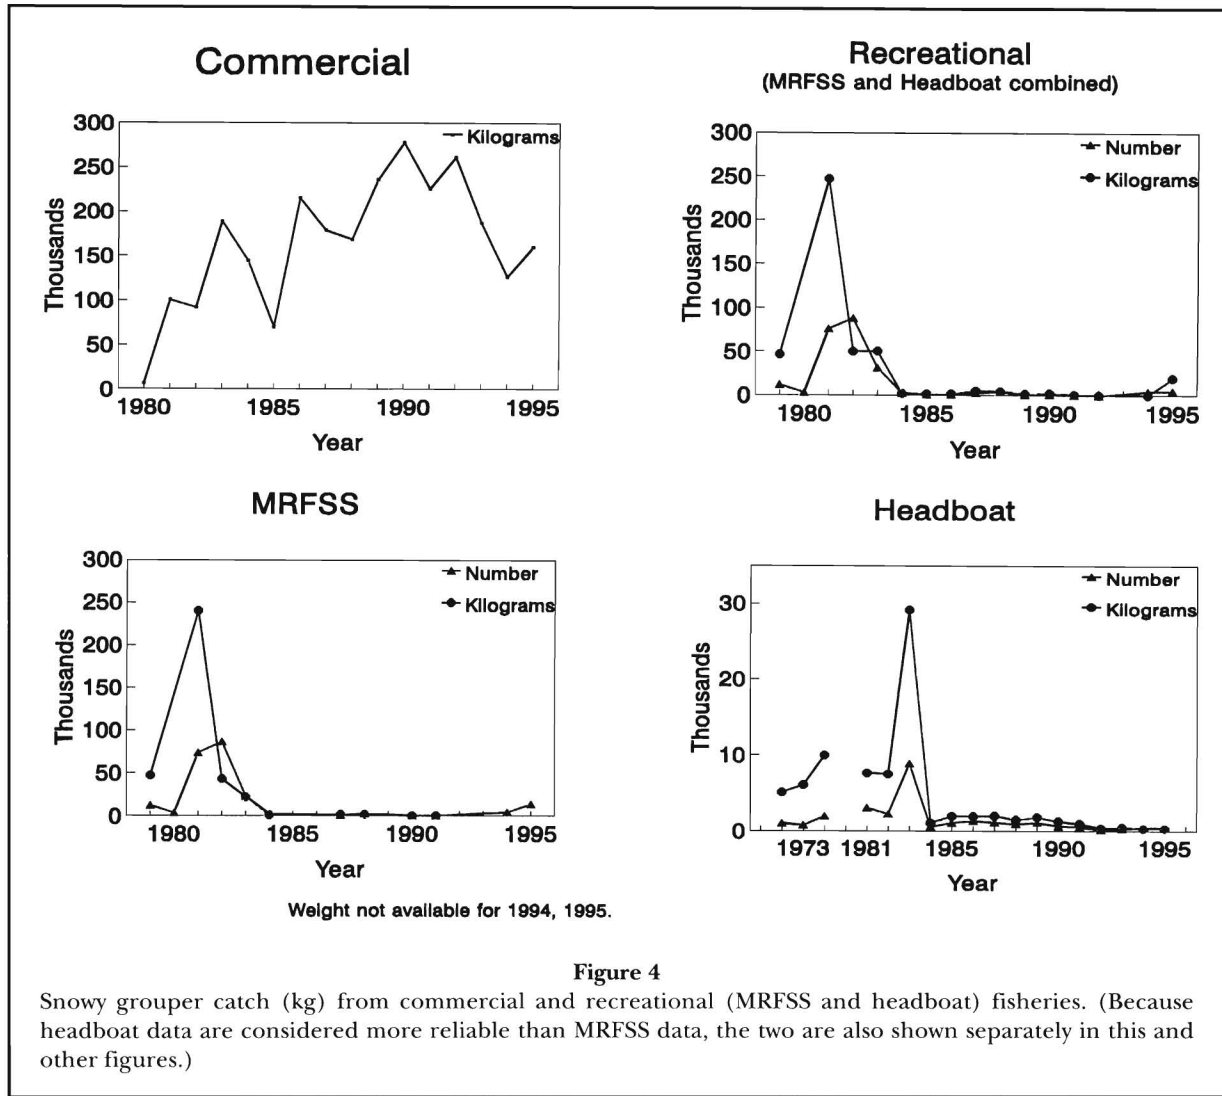 Commercial
300
250
200
150
100
50
0
Thousands
Kilograms
1980 1985 1990 1995
Year
Recreational
(MRFSS and Headboat combined)
300
250
200
150
100
50
0
Thousands
Number
Kilograms
1980 1985 1990 1995
Year
MRFSS
300
250
200
150
100
50
0
Thousands
Number
Kilograms
1980 1985 1990 1995
Year
Weight not available for 1994, 1995.
Headboat
30
20
10
0
Thousands
Number
Kilograms
1973 1981 1985 1990 1995
Year
Figure 4
Snowy grouper catch (kg) from commercial and recreational (MRFSS and headboat) fisheries. (Because
headboat data are considered more reliable than MRFSS data, the two are also shown separately in this and
other figures.)